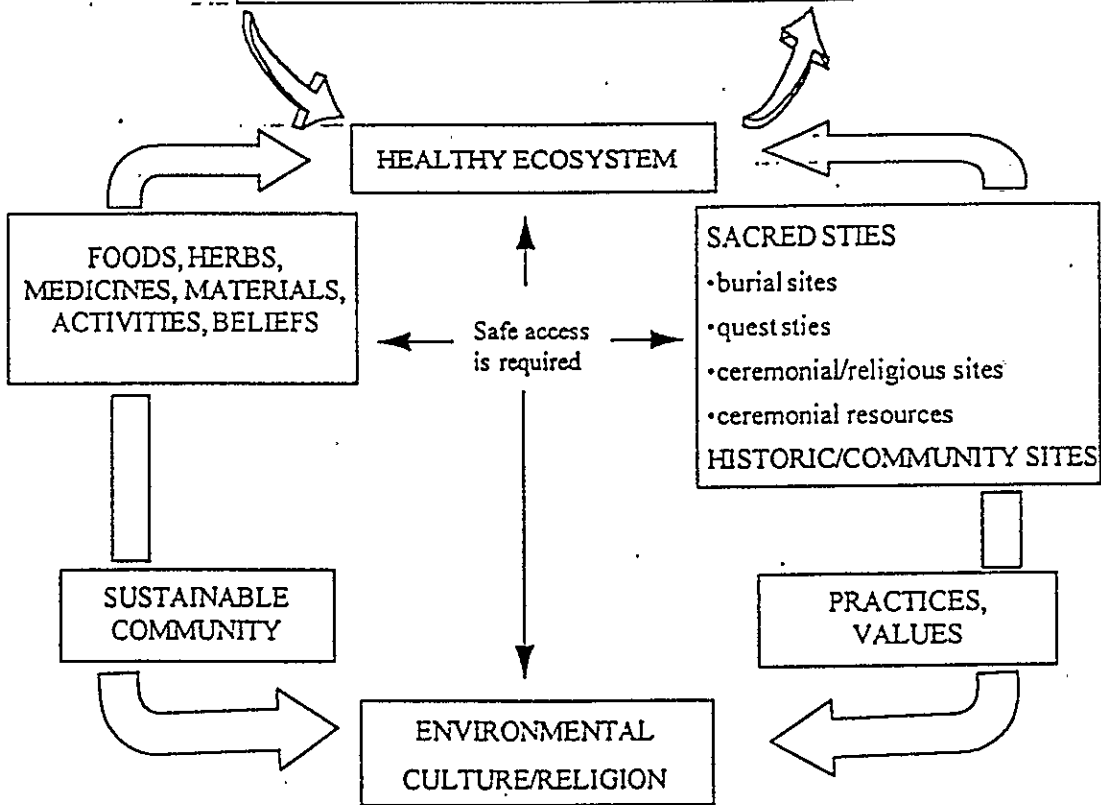 HEALTHY ECOSYSTEM
FOODS, HERBS,
MEDICINES, MATERIALS,
ACTIVITIES, BELIEFS
Safe access
is required
SACRED STIES
•burial sites
•quest sties
•ceremonial/religious sites
•ceremonial resources
HISTORIC/COMMUNITY SITES
SUSTAINABLE
COMMUNITY
PRACTICES,
VALUES
ENVIRONMENTAL
CULTURE/RELIGION